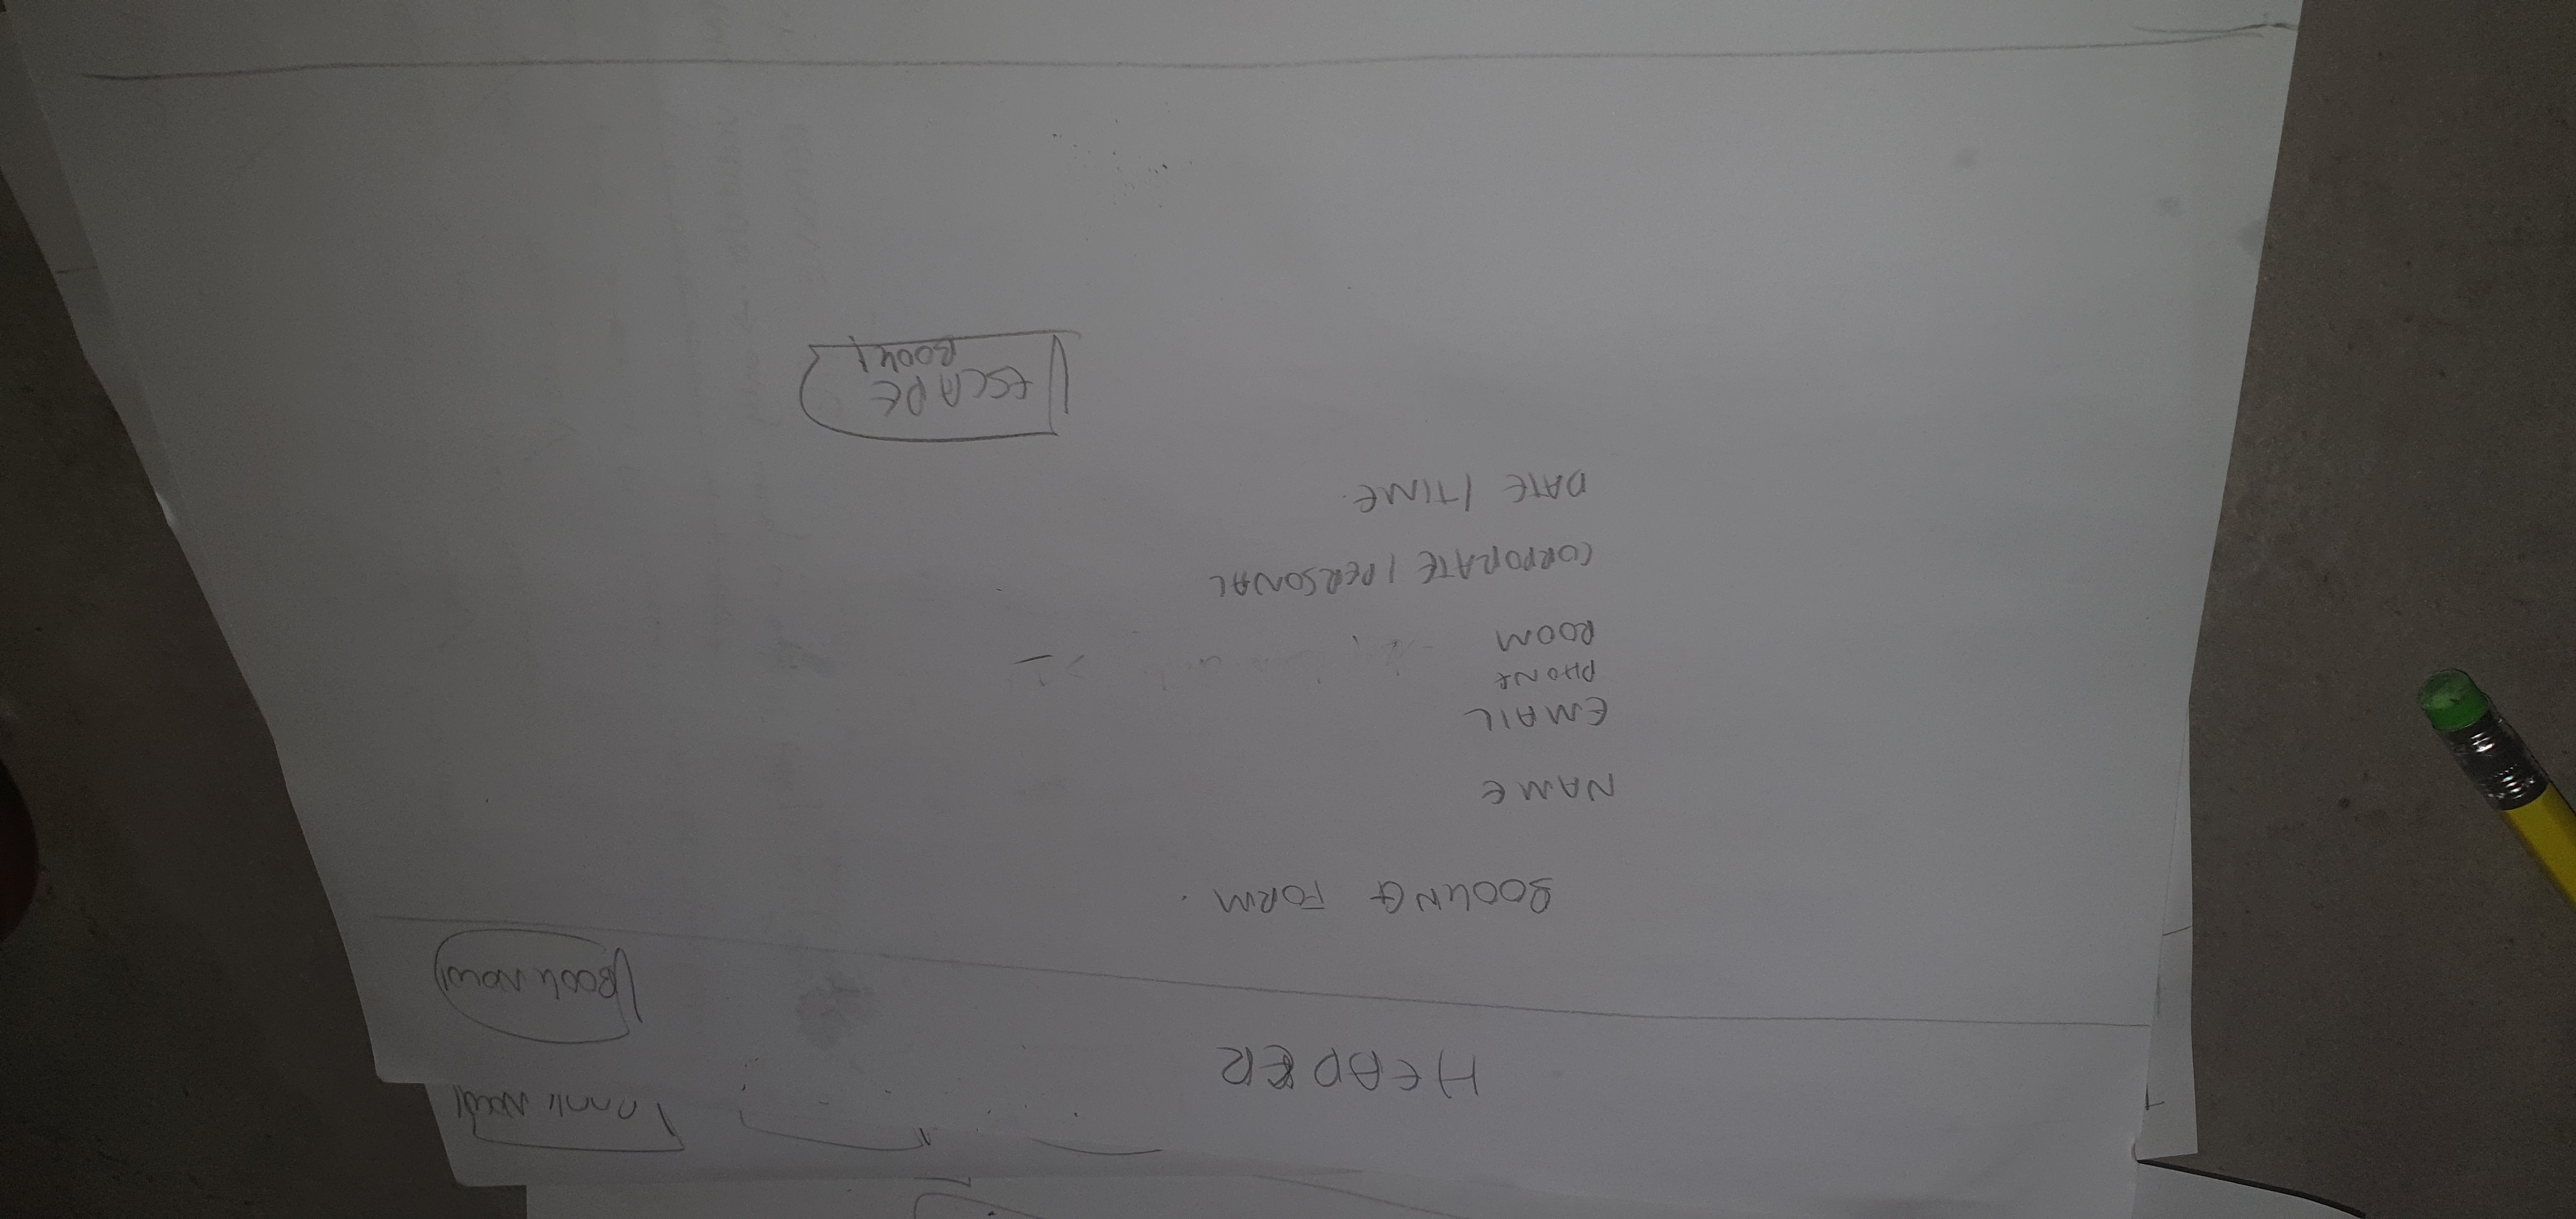 BOOK NOW!
HEADER
BOOK NOW!
BOOKING FORM.
NAME
EMAIL
PHONE
ROOM
CORPORATE / PERSONAL
DATE / TIME.
ESCAPE
BOOK!